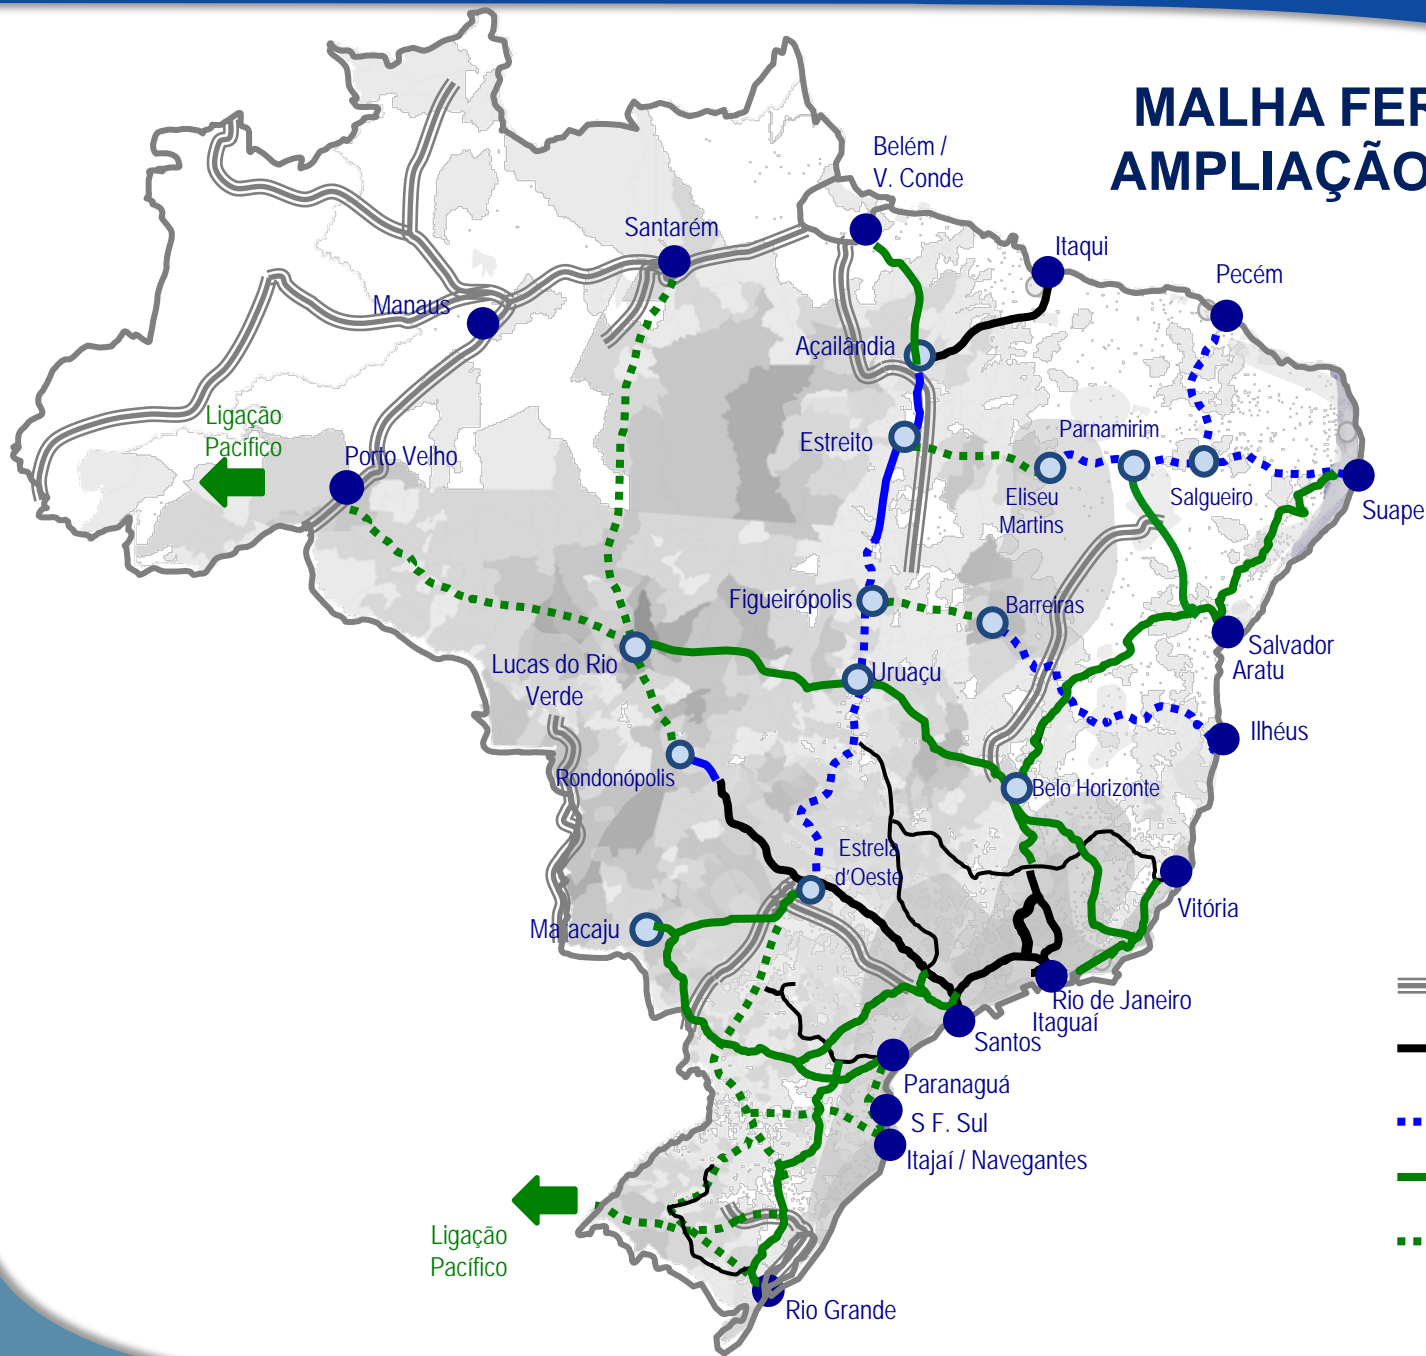 MALHA FER
AMPLIAÇÃO
Belém /
V. Conde
Santarém
Itaqui
Pecém
Manaus
Açailândia
Ligação
Pacífico
Estreito
Parnamirim
Porto Velho
Eliseu
Martins
Salgueiro
Suape
Figueirópolis
Barreiras
Lucas do Rio
Verde
Uruaçu
Salvador
Aratu
Ilhéus
Rondonópolis
Belo Horizonte
Estrela
d'Oeste
Maracaju
Vitória
Rio de Janeiro
Itaguaí
Santos
Paranaguá
S F. Sul
Itajaí / Navegantes
Ligação
Pacífico
Rio Grande